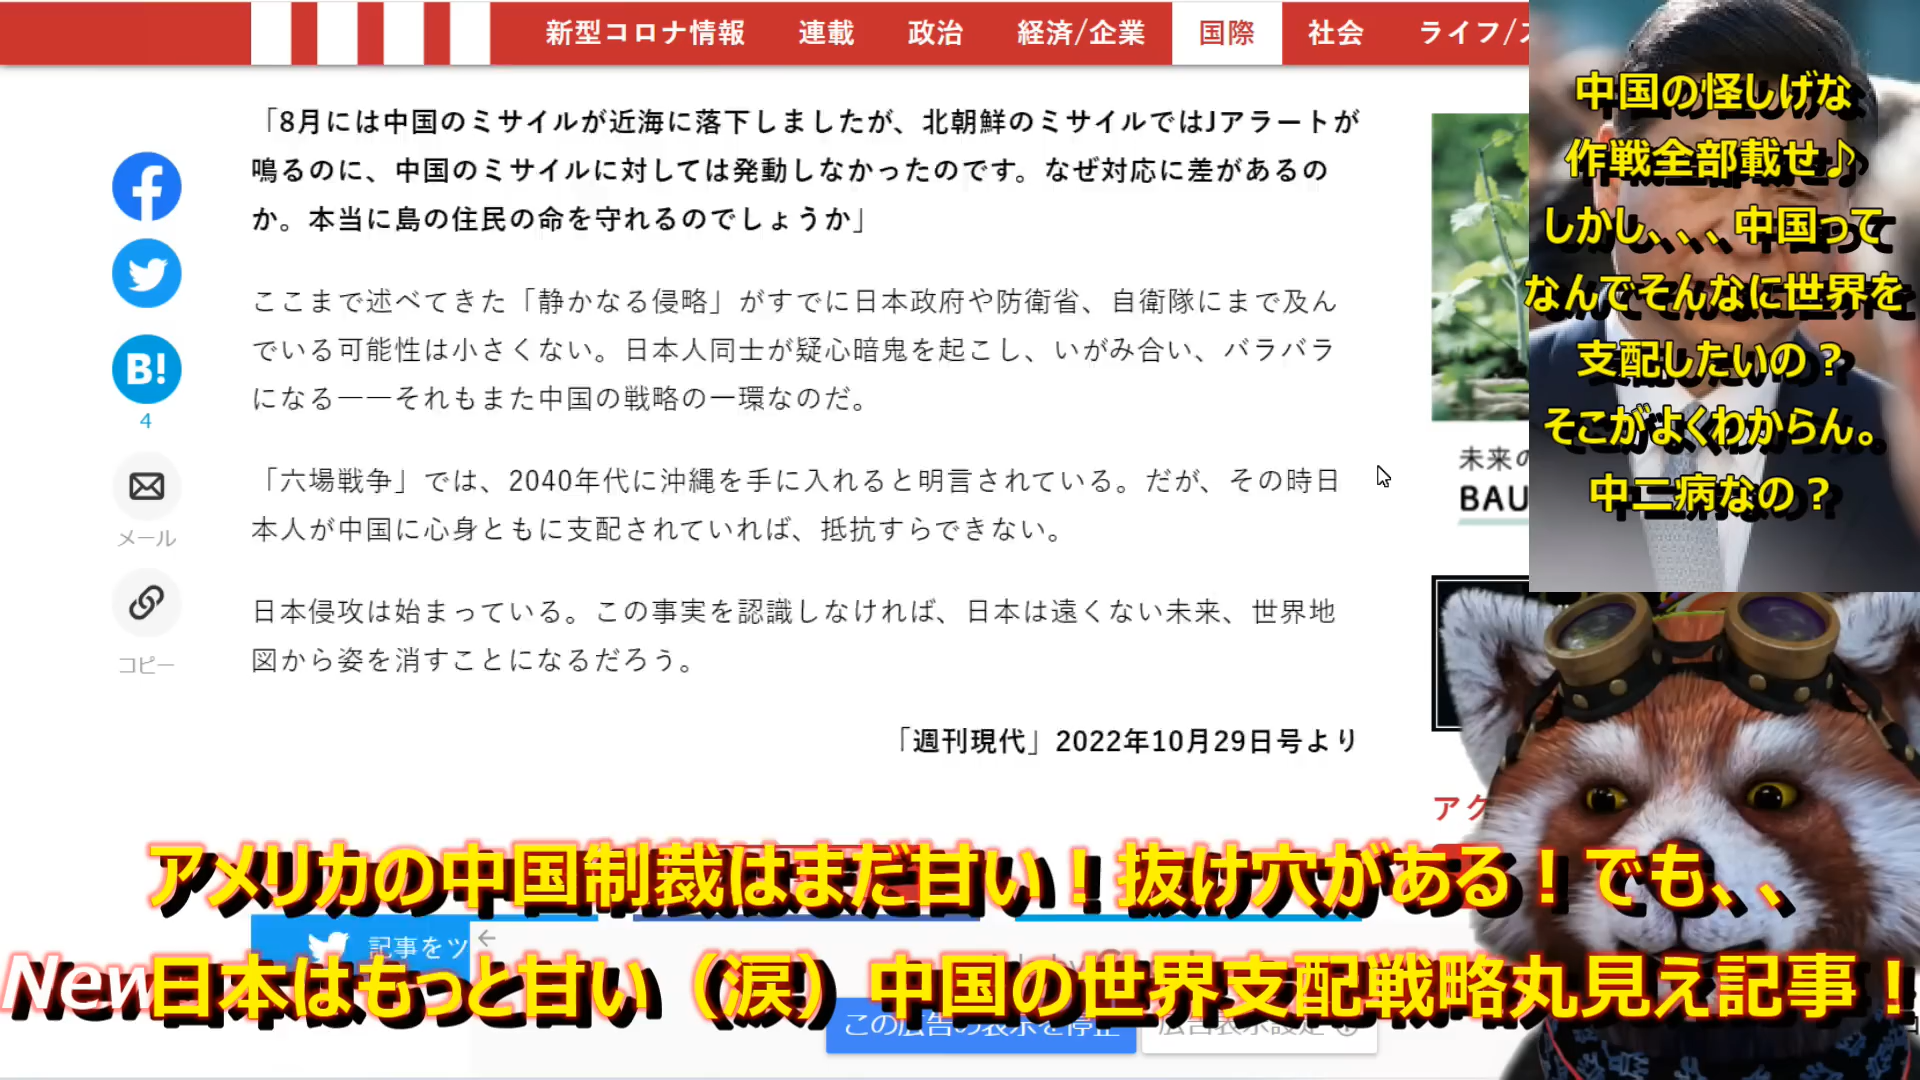 新型コロナ情報 連載 政治 経済/企業 国際 社会 ライフ/
「8月には中国のミサイルが近海に落下しましたが、北朝鮮のミサイルではJアラートが
鳴るのに、中国のミサイルに対しては発動しなかったのです。なぜ対応に差があるの
か。本当に島の住民の命を守れるのでしょうか」
ここまで述べてきた「静かなる侵略」がすでに日本政府や防衛省、自衛隊にまで及ん
でいる可能性は小さくない。日本人同士が疑心暗鬼を起こし、いがみ合い、バラバラ
になる――それもまた中国の戦略の一環なのだ。
「六場戦争」では、2040年代に沖縄を手に入れると明言されている。だが、その時日
本人が中国に心身ともに支配されていれば、抵抗すらできない。
日本侵攻は始まっている。この事実を認識しなければ、日本は遠くない未来、世界地
図から姿を消すことになるだろう。
「週刊現代」2022年10月29日号より
B!
4
メール
コピー
未来の
BAU
アク
中国の怪しげな
作戦全部載せ♪
しかし、、、中国って
なんでそんなに世界を
支配したいの？
そこがよくわからん。
中二病なの？
アメリカの中国制裁はまだ甘い！抜け穴がある！でも、、
New
日本はもっと甘い（涙）中国の世界支配戦略丸見え記事！
記事をツ
この広告の表示を停止
広告表示設定